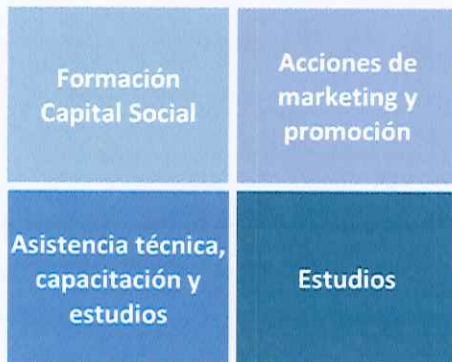 Formación
Capital Social
Acciones de
marketing y
promoción
Asistencia técnica,
capacitación y
estudios
Estudios